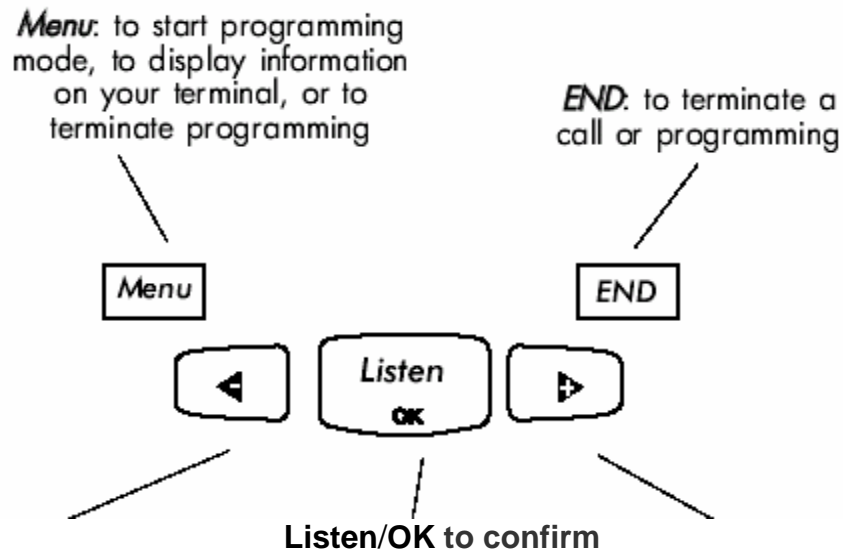 Menu: to start programming
mode, to display information
on your terminal, or to
terminate programming
END: to terminate a
call or programming
Menu
END
-
Listen
OK
+
Listen/OK to confirm